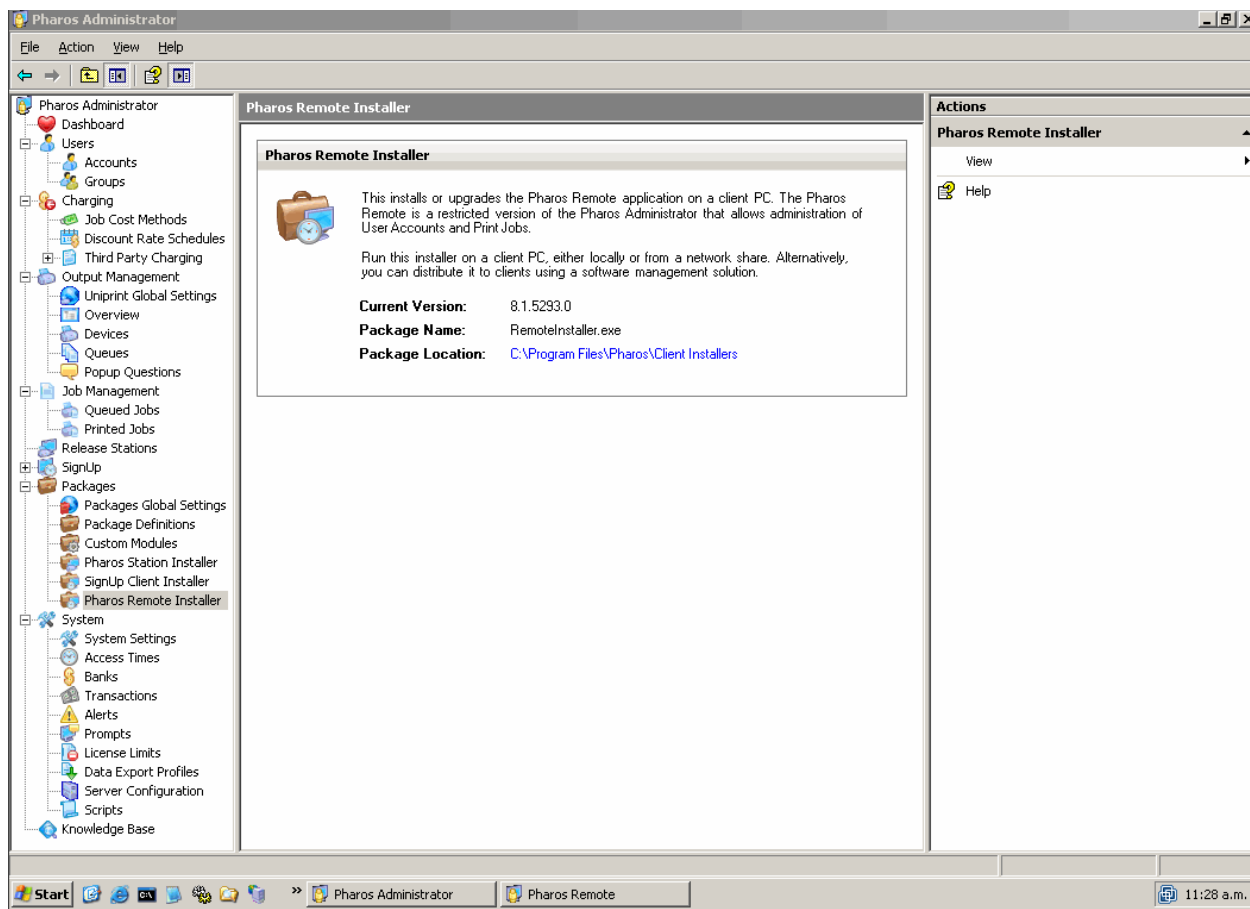 Pharos Administrator
File Action View Help
Pharos Administrator
Dashboard
Users
Accounts
Groups
Charging
Job Cost Methods
Discount Rate Schedules
Third Party Charging
Output Management
Uniprint Global Settings
Overview
Devices
Queues
Popup Questions
Job Management
Queued Jobs
Printed Jobs
Release Stations
SignUp
Packages
Packages Global Settings
Package Definitions
Custom Modules
Pharos Station Installer
SignUp Client Installer
Pharos Remote Installer
System
System Settings
Access Times
Banks
Transactions
Alerts
Prompts
License Limits
Data Export Profiles
Server Configuration
Scripts
Knowledge Base
Pharos Remote Installer
Pharos Remote Installer
This installs or upgrades the Pharos Remote application on a client PC. The Pharos
Remote is a restricted version of the Pharos Administrator that allows administration of
User Accounts and Print Jobs.
Run this installer on a client PC, either locally or from a network share. Alternatively,
you can distribute it to clients using a software management solution.
Current Version: 8.1.5293.0
Package Name: RemoteInstaller.exe
Package Location: C:\Program Files\Pharos\Client Installers
Actions
Pharos Remote Installer
View
Help
Start » Pharos Administrator Pharos Remote 11:28 a.m.